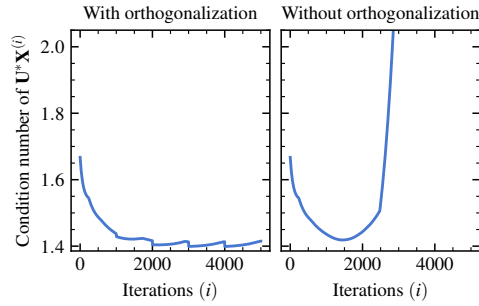 With orthogonalization Without orthogonalization
Condition number of U*X^(i)
2.0
1.8
1.6
1.4
0 2000 4000 0 2000 4000
Iterations (i) Iterations (i)